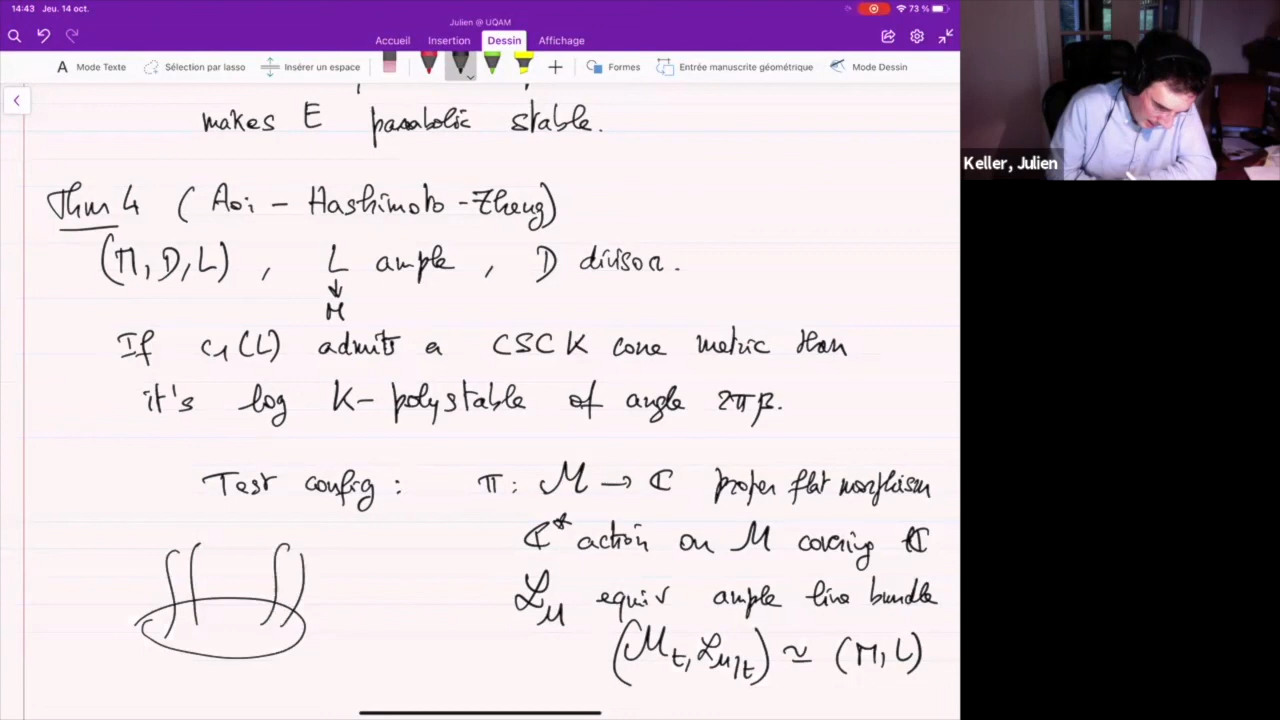 14:43 Jeu. 14 oct.
73 %
Julien @ UQAM
Accueil Insertion Dessin Affichage
A Mode Texte Sélection par lasso Insérer un espace Formes Entrée manuscrite géométrique Mode Dessin
makes E parabolic stable.
Keller, Julien
Thm 4 (Aoi - Hashimoto - Zheng)
(M, D, L) , L ample , D divisor.
↓
M
If c₁(L) admits a CSCK cone metric then
it's log K-polystable of angle 2πβ.
Test config : π : ℳ → ℂ proper flat morphism
ℂ* action on ℳ covering ℂ
ℒ_ℳ equiv ample line bundle
(ℳ_t, ℒ_ℳ|t) ≃ (M, L)